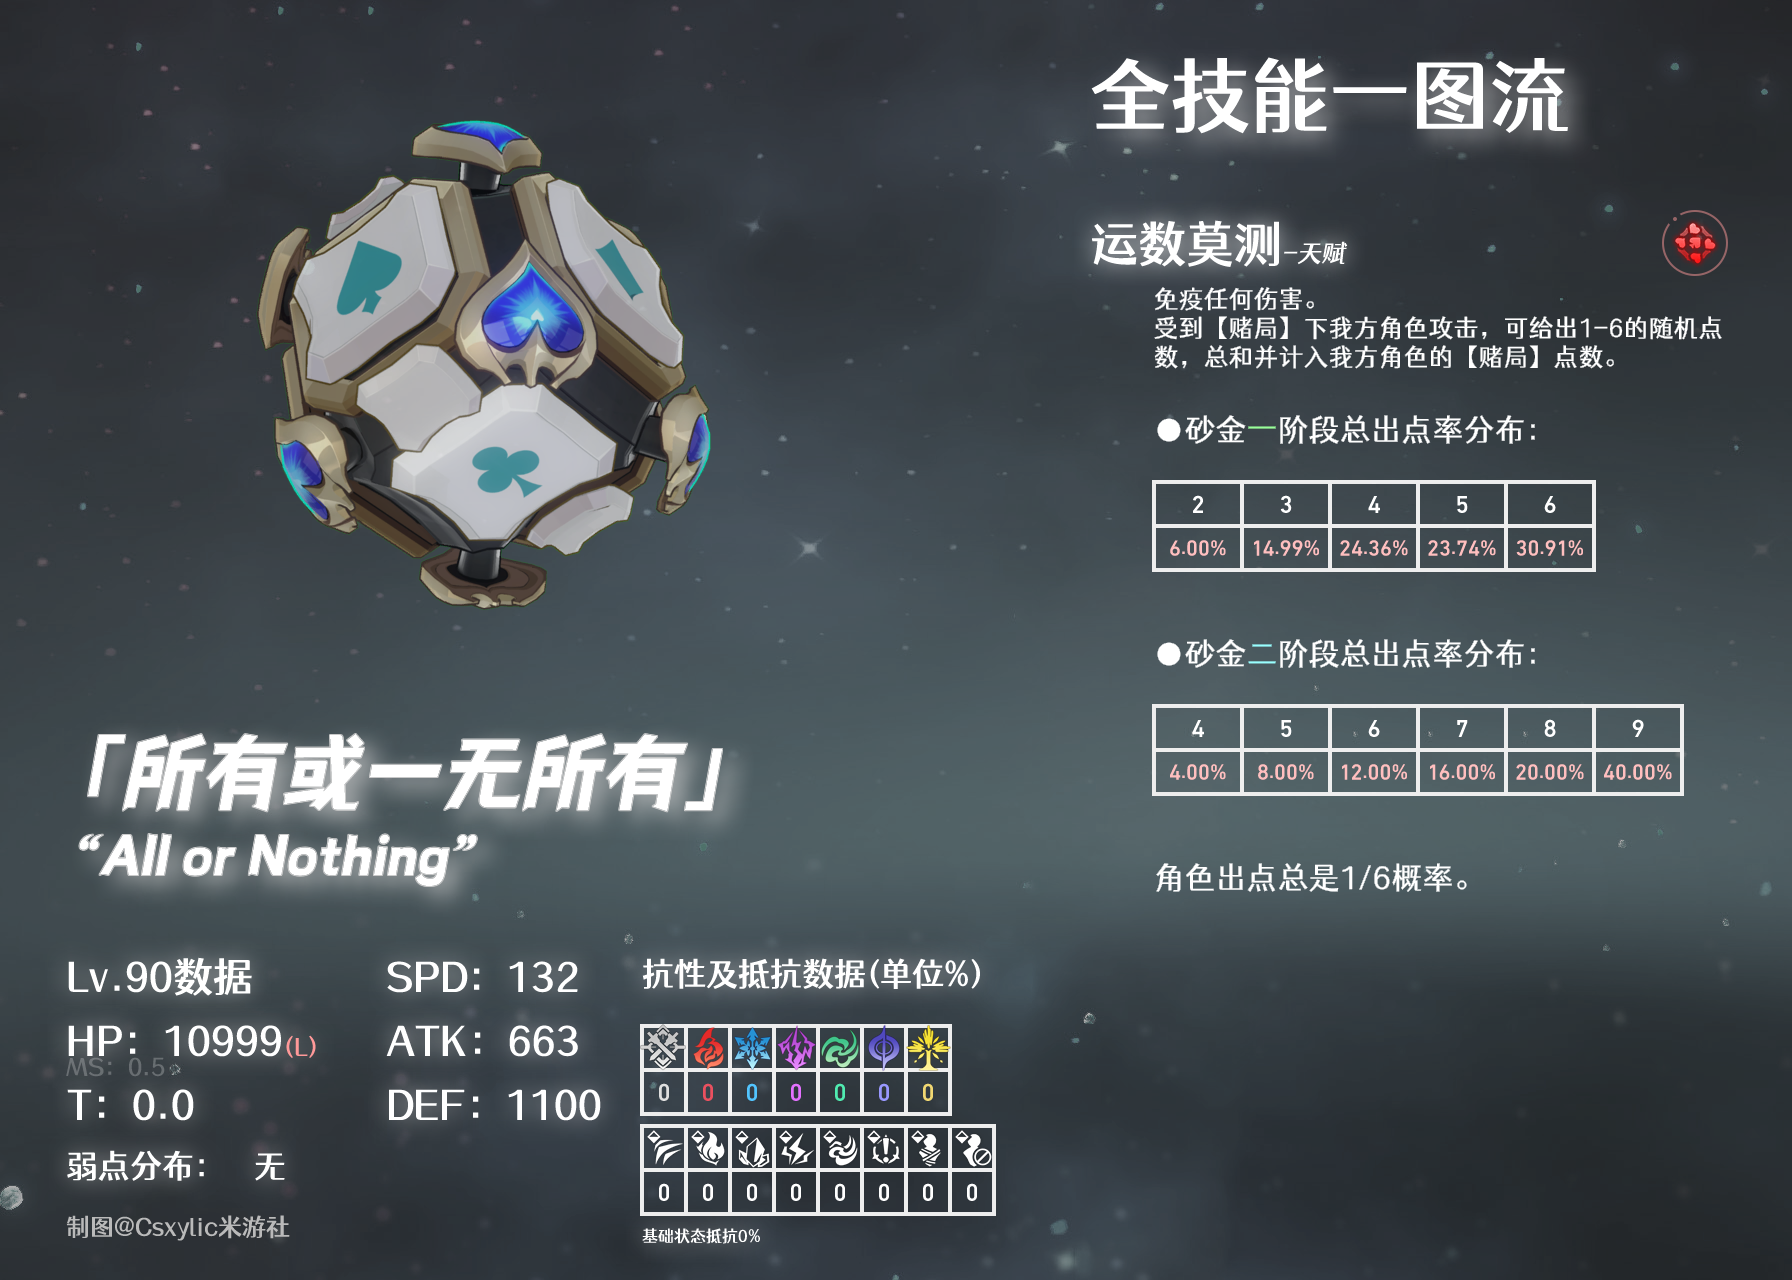 全技能一图流
运数莫测-天赋
免疫任何伤害。
受到【赌局】下我方角色攻击，可给出1-6的随机点
数，总和并计入我方角色的【赌局】点数。
●砂金一阶段总出点率分布：
2 3 4 5 6
6.00% 14.99% 24.36% 23.74% 30.91%
●砂金二阶段总出点率分布：
4 5 6 7 8 9
4.00% 8.00% 12.00% 16.00% 20.00% 40.00%
角色出点总是1/6概率。
「所有或一无所有」
“All or Nothing”
Lv.90数据
HP：10999(L)
MS：0.5
T：0.0
弱点分布： 无
SPD：132
ATK：663
DEF：1100
抗性及抵抗数据(单位%)
0 0 0 0 0 0 0
0 0 0 0 0 0 0 0
基础状态抵抗0%
制图@Csxylic米游社